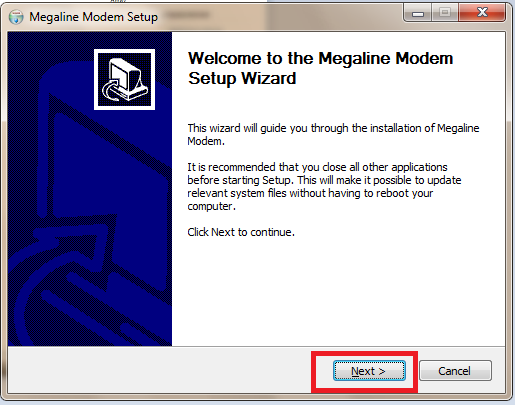 Megaline Modem Setup
Welcome to the Megaline Modem
Setup Wizard
This wizard will guide you through the installation of Megaline
Modem.
It is recommended that you close all other applications
before starting Setup. This will make it possible to update
relevant system files without having to reboot your
computer.
Click Next to continue.
Next >
Cancel